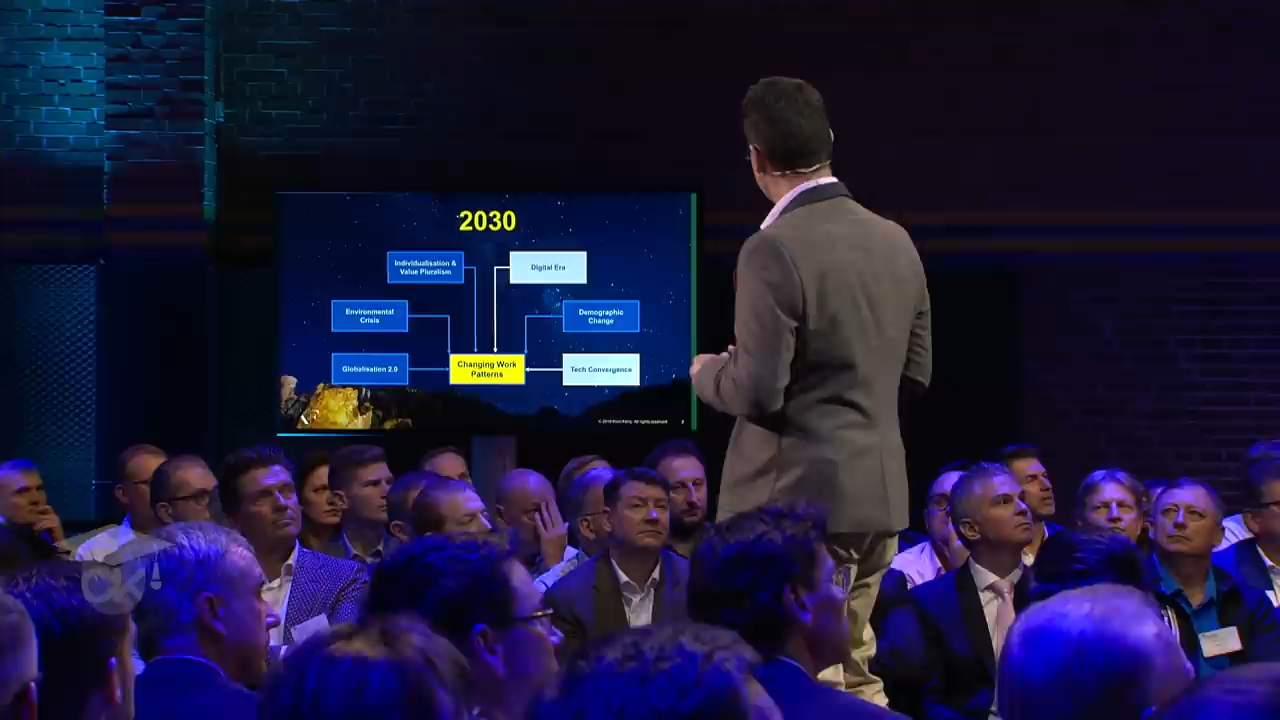 2030
Individualisation &
Value Pluralism
Digital Era
Environmental
Crisis
Demographic
Change
Globalisation 2.0
Changing Work
Patterns
Tech Convergence